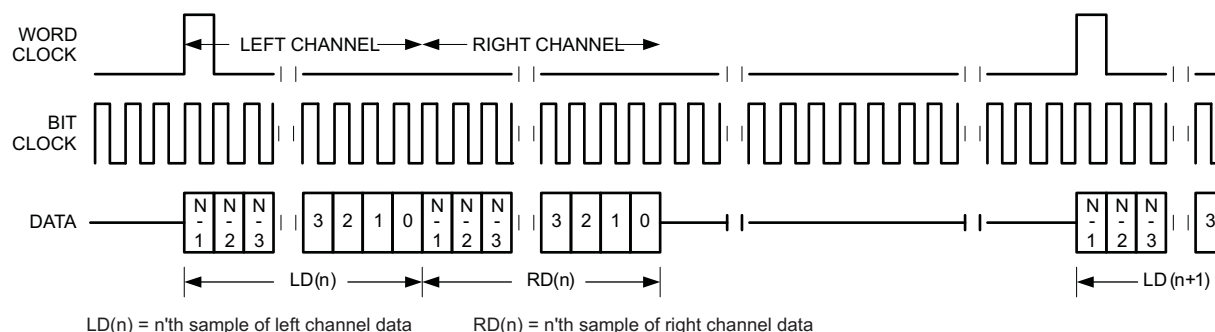 WORD
CLOCK
LEFT CHANNEL
RIGHT CHANNEL
BIT
CLOCK
DATA
N-1 N-2 N-3 3 2 1 0 N-1 N-2 N-3 3 2 1 0 N-1 N-2 N-3 3
LD(n) RD(n) LD(n+1)
LD(n) = n'th sample of left channel data RD(n) = n'th sample of right channel data